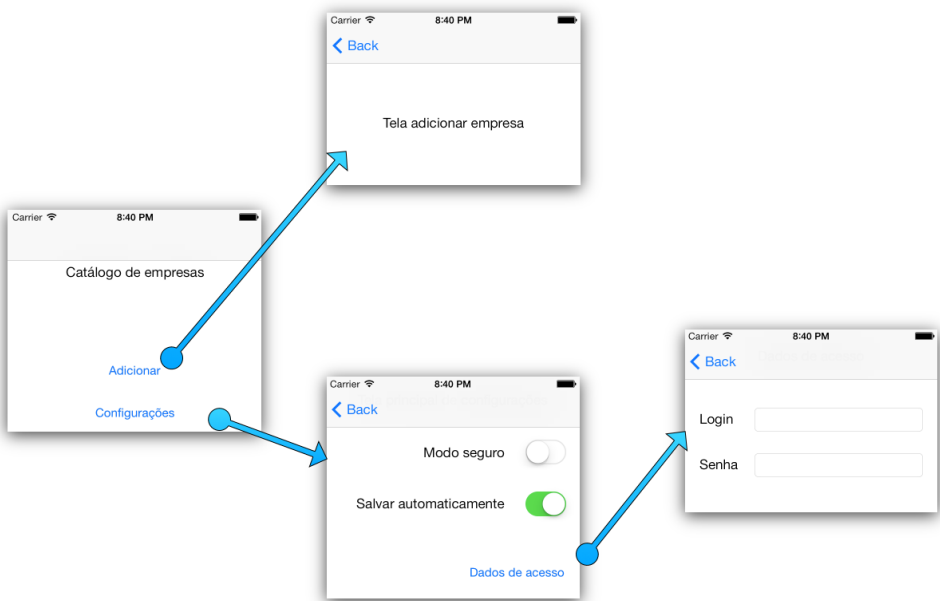 Carrier 8:40 PM
Back
Tela adicionar empresa
Carrier 8:40 PM
Catálogo de empresas
Adicionar
Configurações
Carrier 8:40 PM
Back
Modo seguro
Salvar automaticamente
Dados de acesso
Carrier 8:40 PM
Back
Login
Senha